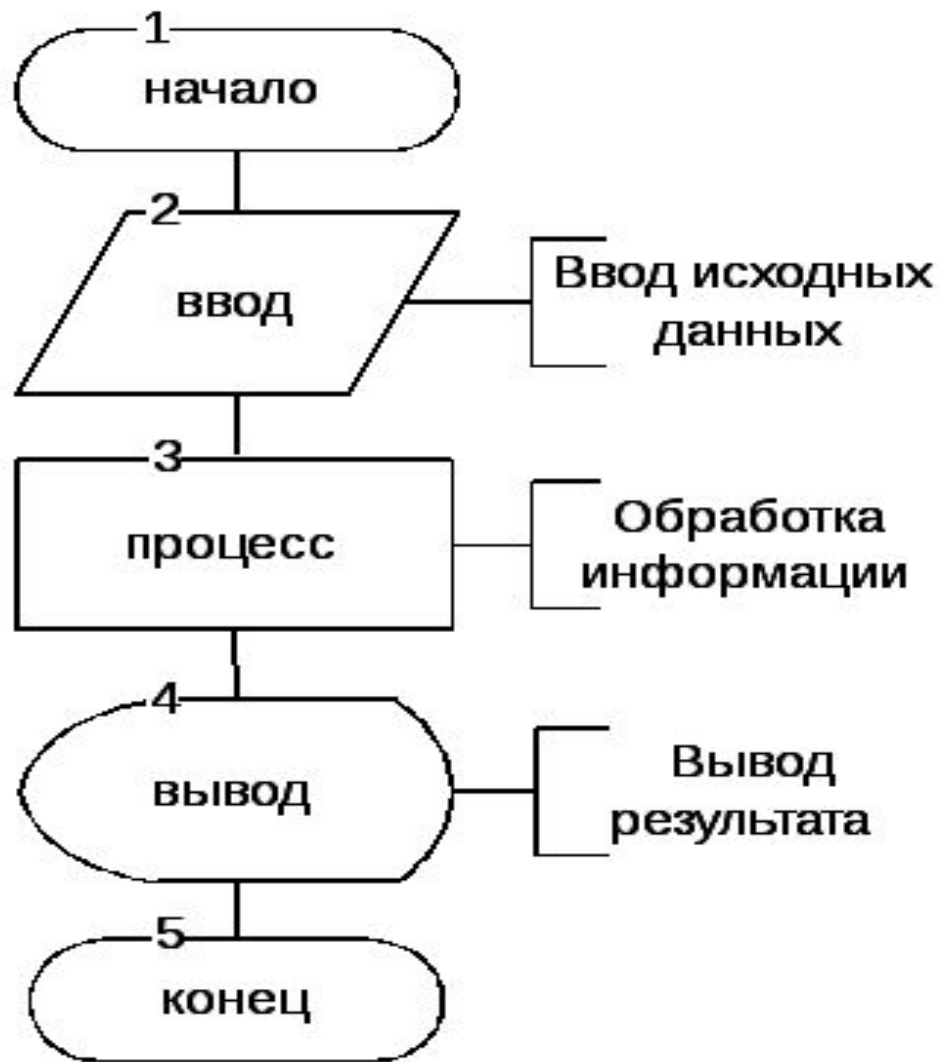 1
начало
2
ввод
Ввод исходных
данных
3
процесс
Обработка
информации
4
вывод
Вывод
результата
5
конец